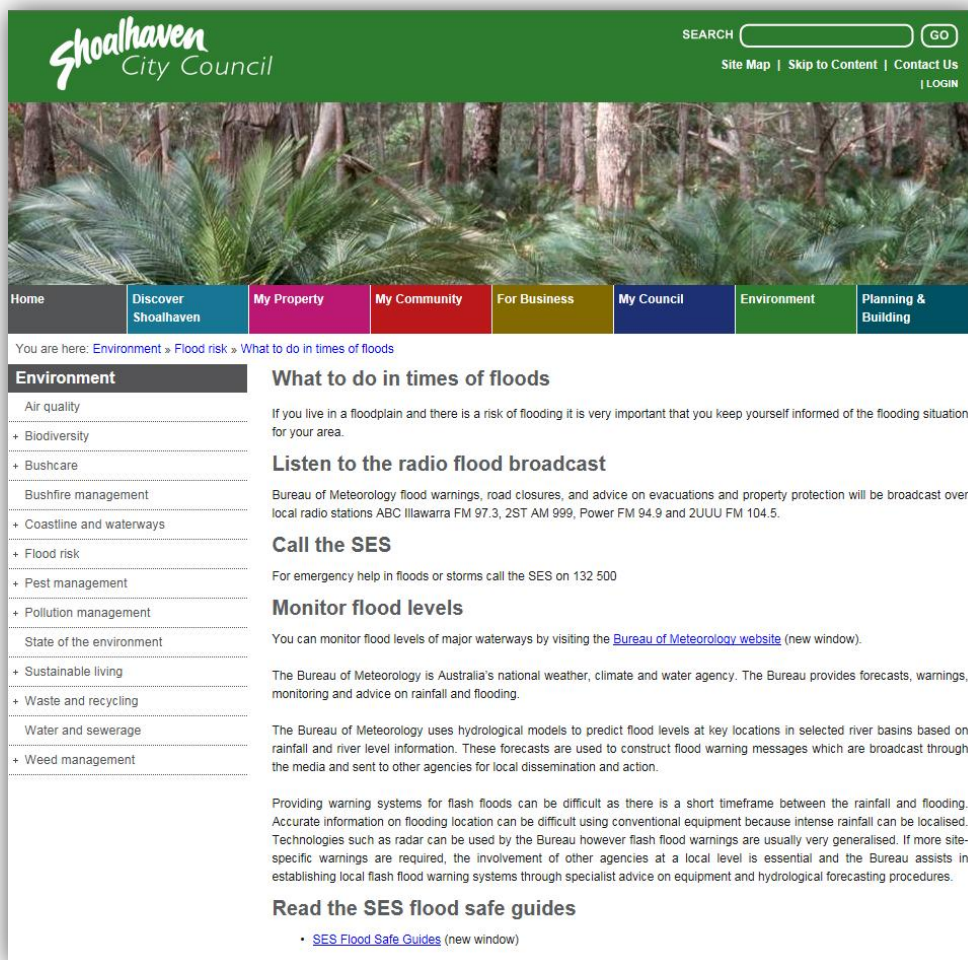 Shoalhaven
City Council
SEARCH
GO
Site Map | Skip to Content | Contact Us
| LOGIN
Home
Discover
Shoalhaven
My Property
My Community
For Business
My Council
Environment
Planning &
Building
You are here: Environment » Flood risk » What to do in times of floods
Environment
Air quality
+ Biodiversity
+ Bushcare
Bushfire management
+ Coastline and waterways
+ Flood risk
+ Pest management
+ Pollution management
State of the environment
+ Sustainable living
+ Waste and recycling
Water and sewerage
+ Weed management
What to do in times of floods
If you live in a floodplain and there is a risk of flooding it is very important that you keep yourself informed of the flooding situation
for your area.
Listen to the radio flood broadcast
Bureau of Meteorology flood warnings, road closures, and advice on evacuations and property protection will be broadcast over
local radio stations ABC Illawarra FM 97.3, 2ST AM 999, Power FM 94.9 and 2UUU FM 104.5.
Call the SES
For emergency help in floods or storms call the SES on 132 500
Monitor flood levels
You can monitor flood levels of major waterways by visiting the Bureau of Meteorology website (new window).
The Bureau of Meteorology is Australia's national weather, climate and water agency. The Bureau provides forecasts, warnings,
monitoring and advice on rainfall and flooding.
The Bureau of Meteorology uses hydrological models to predict flood levels at key locations in selected river basins based on
rainfall and river level information. These forecasts are used to construct flood warning messages which are broadcast through
the media and sent to other agencies for local dissemination and action.
Providing warning systems for flash floods can be difficult as there is a short timeframe between the rainfall and flooding.
Accurate information on flooding location can be difficult using conventional equipment because intense rainfall can be localised.
Technologies such as radar can be used by the Bureau however flash flood warnings are usually very generalised. If more site-
specific warnings are required, the involvement of other agencies at a local level is essential and the Bureau assists in
establishing local flash flood warning systems through specialist advice on equipment and hydrological forecasting procedures.
Read the SES flood safe guides
• SES Flood Safe Guides (new window)